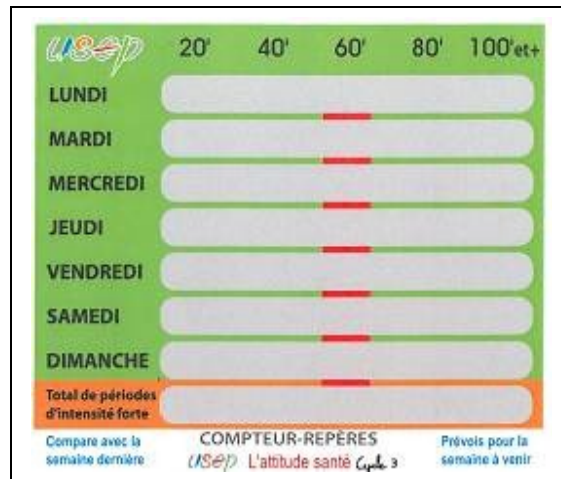 usep 20' 40' 60' 80' 100'et+
LUNDI
MARDI
MERCREDI
JEUDI
VENDREDI
SAMEDI
DIMANCHE
Total de périodes
d'intensité forte
Compare avec la
semaine dernière
COMPTEUR-REPÈRES
usep L'attitude santé Cycle 3
Prévois pour la
semaine à venir